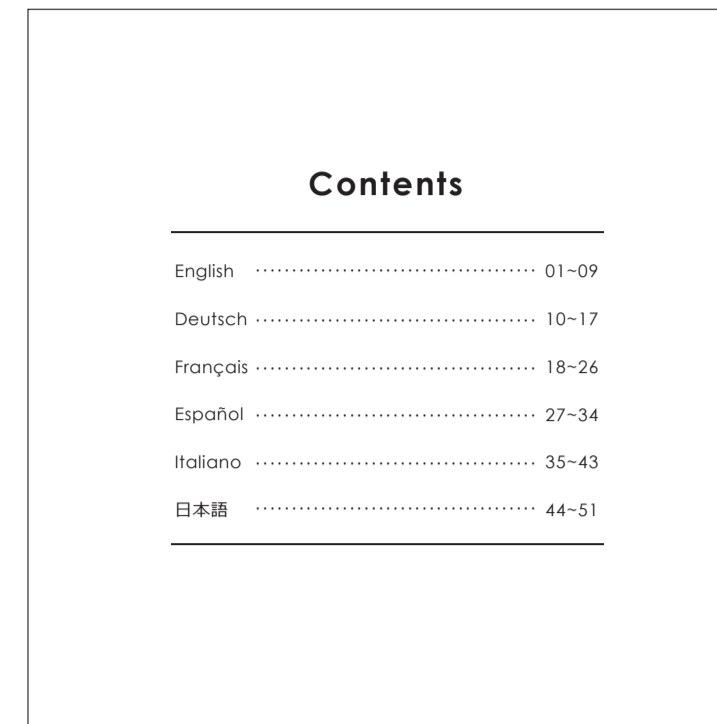 Contents
English ······································· 01~09
Deutsch ······································· 10~17
Français ······································· 18~26
Español ······································· 27~34
Italiano ······································· 35~43
日本語 ······································· 44~51